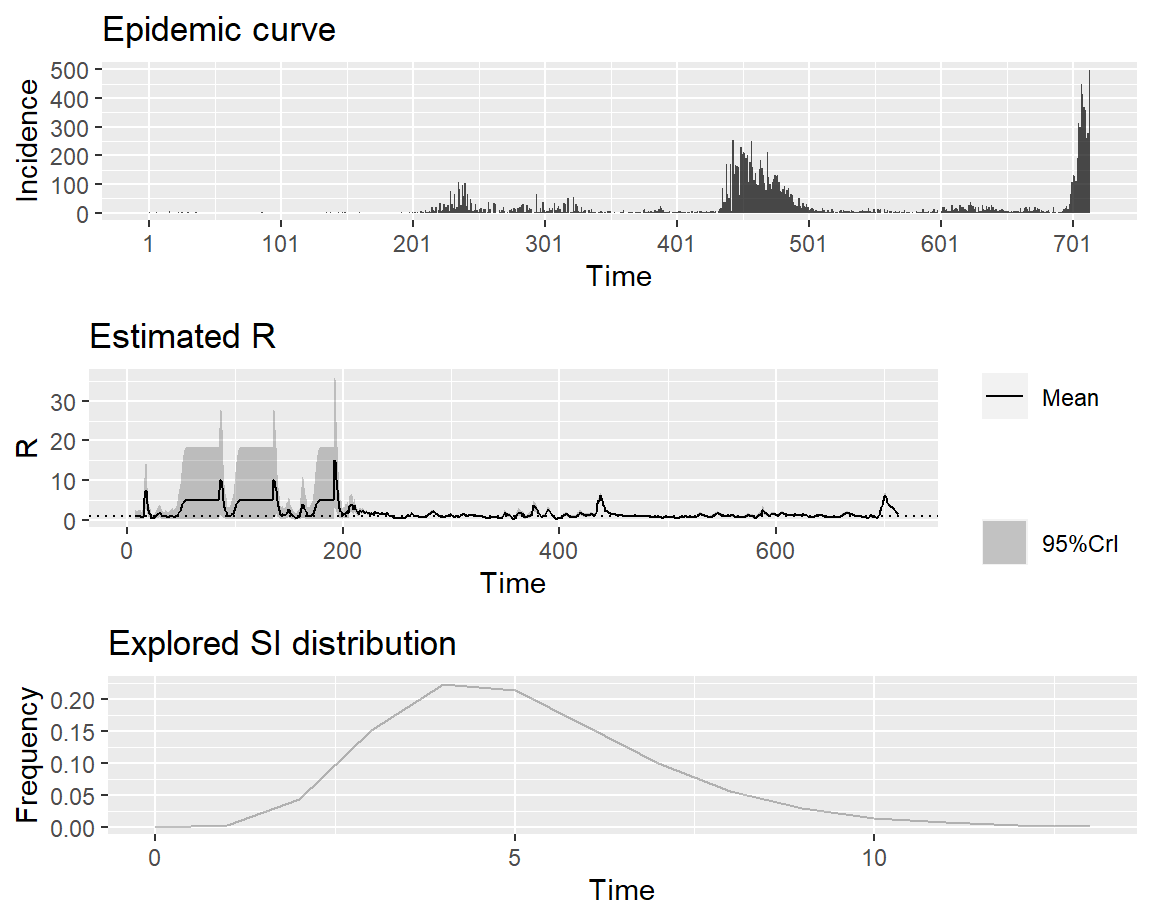 Epidemic curve
500
400
300
200
100
0
Incidence
1 101 201 301 401 501 601 701
Time
Estimated R
30
20
10
0
R
0 200 400 600
Time
Mean
95%CrI
Explored SI distribution
0.20
0.15
0.10
0.05
0.00
Frequency
0 5 10
Time